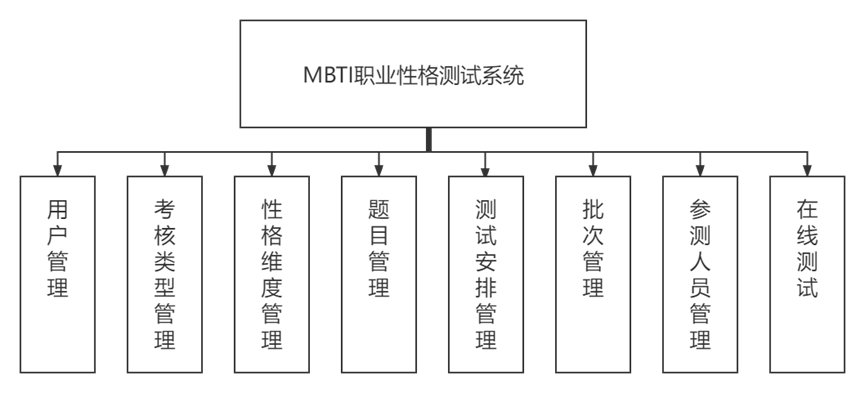 MBTI职业性格测试系统
用户管理
考核类型管理
性格维度管理
题目管理
测试安排管理
批次管理
参测人员管理
在线测试